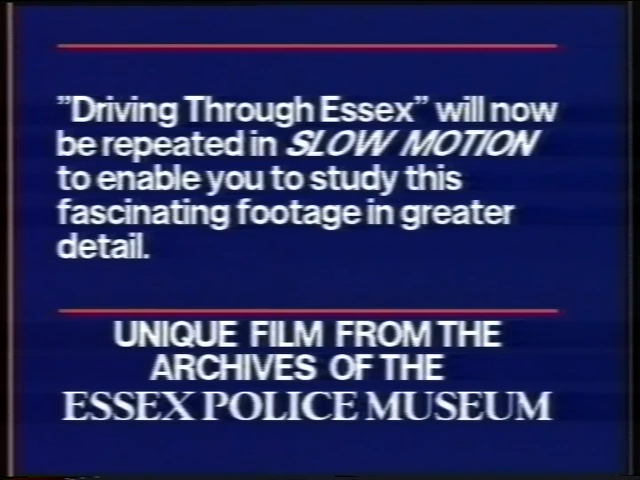 ”Driving Through Essex” will now
be repeated in SLOW MOTION
to enable you to study this
fascinating footage in greater
detail.
UNIQUE FILM FROM THE
ARCHIVES OF THE
ESSEX POLICE MUSEUM